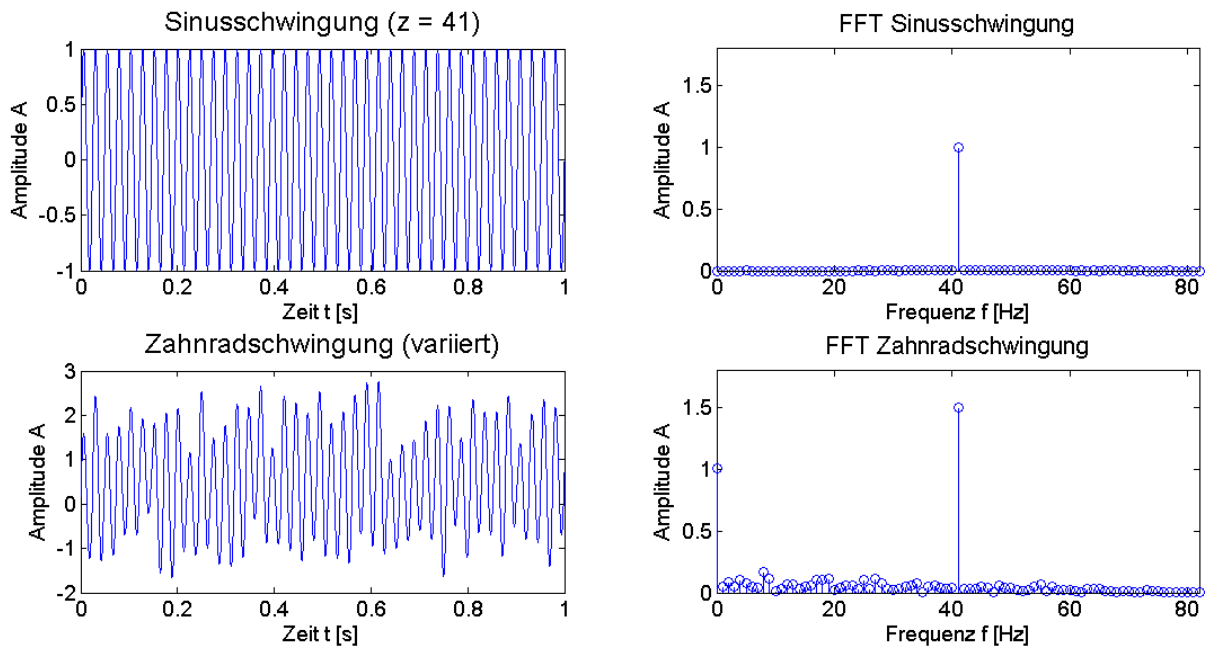 Sinusschwingung (z = 41)
Amplitude A
1
0.5
0
-0.5
-1
0 0.2 0.4 0.6 0.8 1
Zeit t [s]
FFT Sinusschwingung
Amplitude A
1.5
1
0.5
0
0 20 40 60 80
Frequenz f [Hz]
Zahnradschwingung (variiert)
Amplitude A
3
2
1
0
-1
-2
0 0.2 0.4 0.6 0.8 1
Zeit t [s]
FFT Zahnradschwingung
Amplitude A
1.5
1
0.5
0
0 20 40 60 80
Frequenz f [Hz]